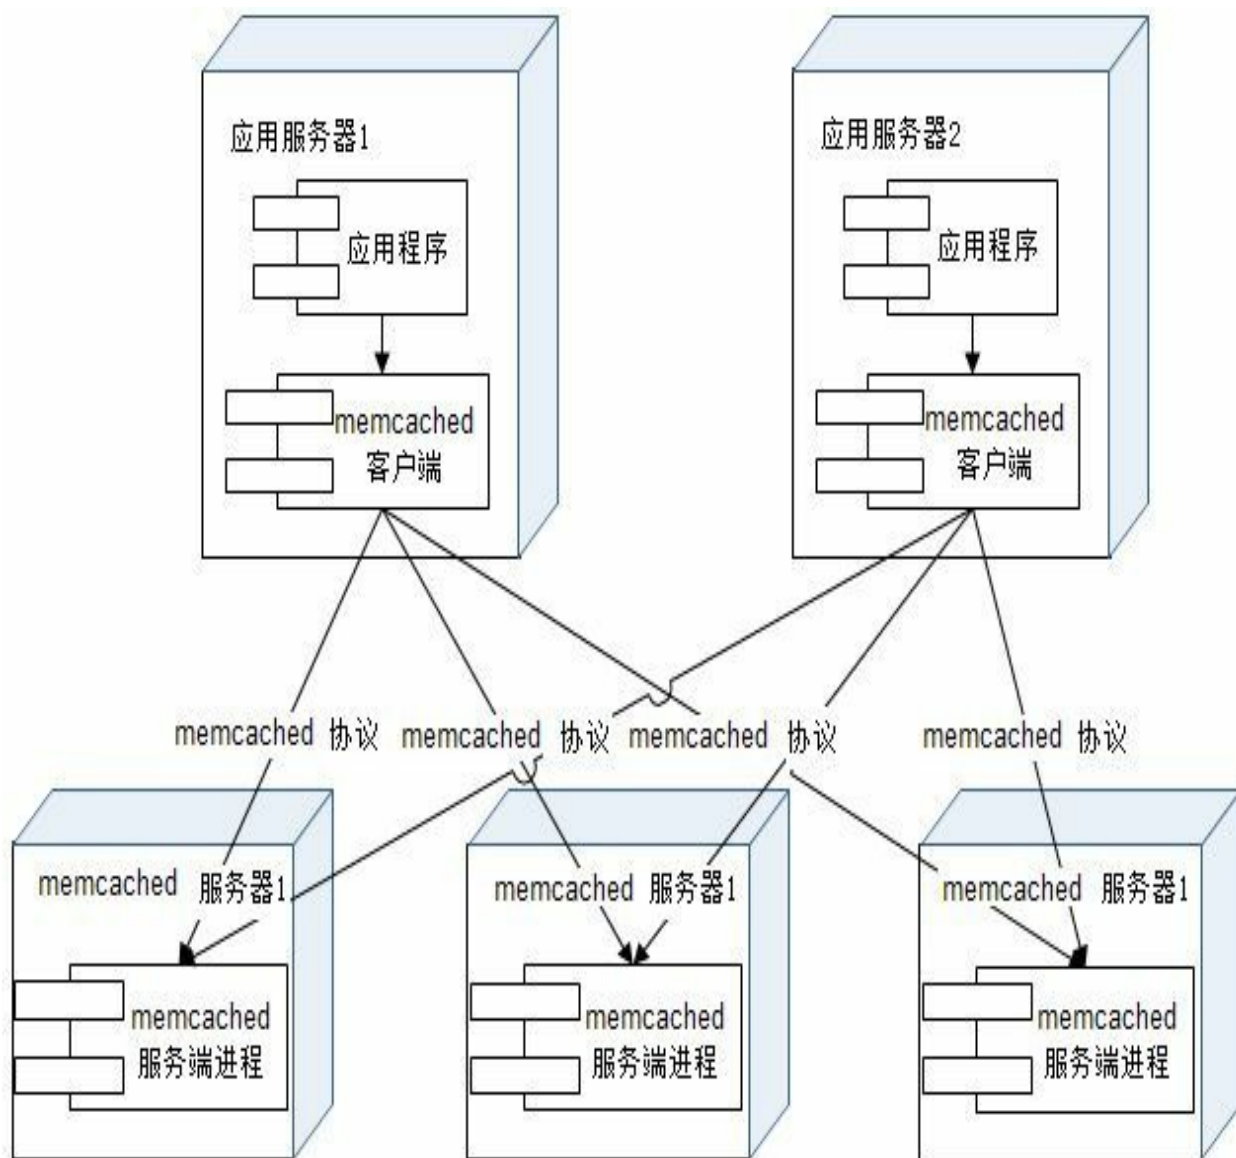 应用服务器1
应用服务器2
应用程序
应用程序
memcached
客户端
memcached
客户端
memcached 协议
memcached 协议
memcached 协议
memcached 协议
memcached 服务器1
memcached 服务器1
memcached 服务器1
memcached
服务端进程
memcached
服务端进程
memcached
服务端进程